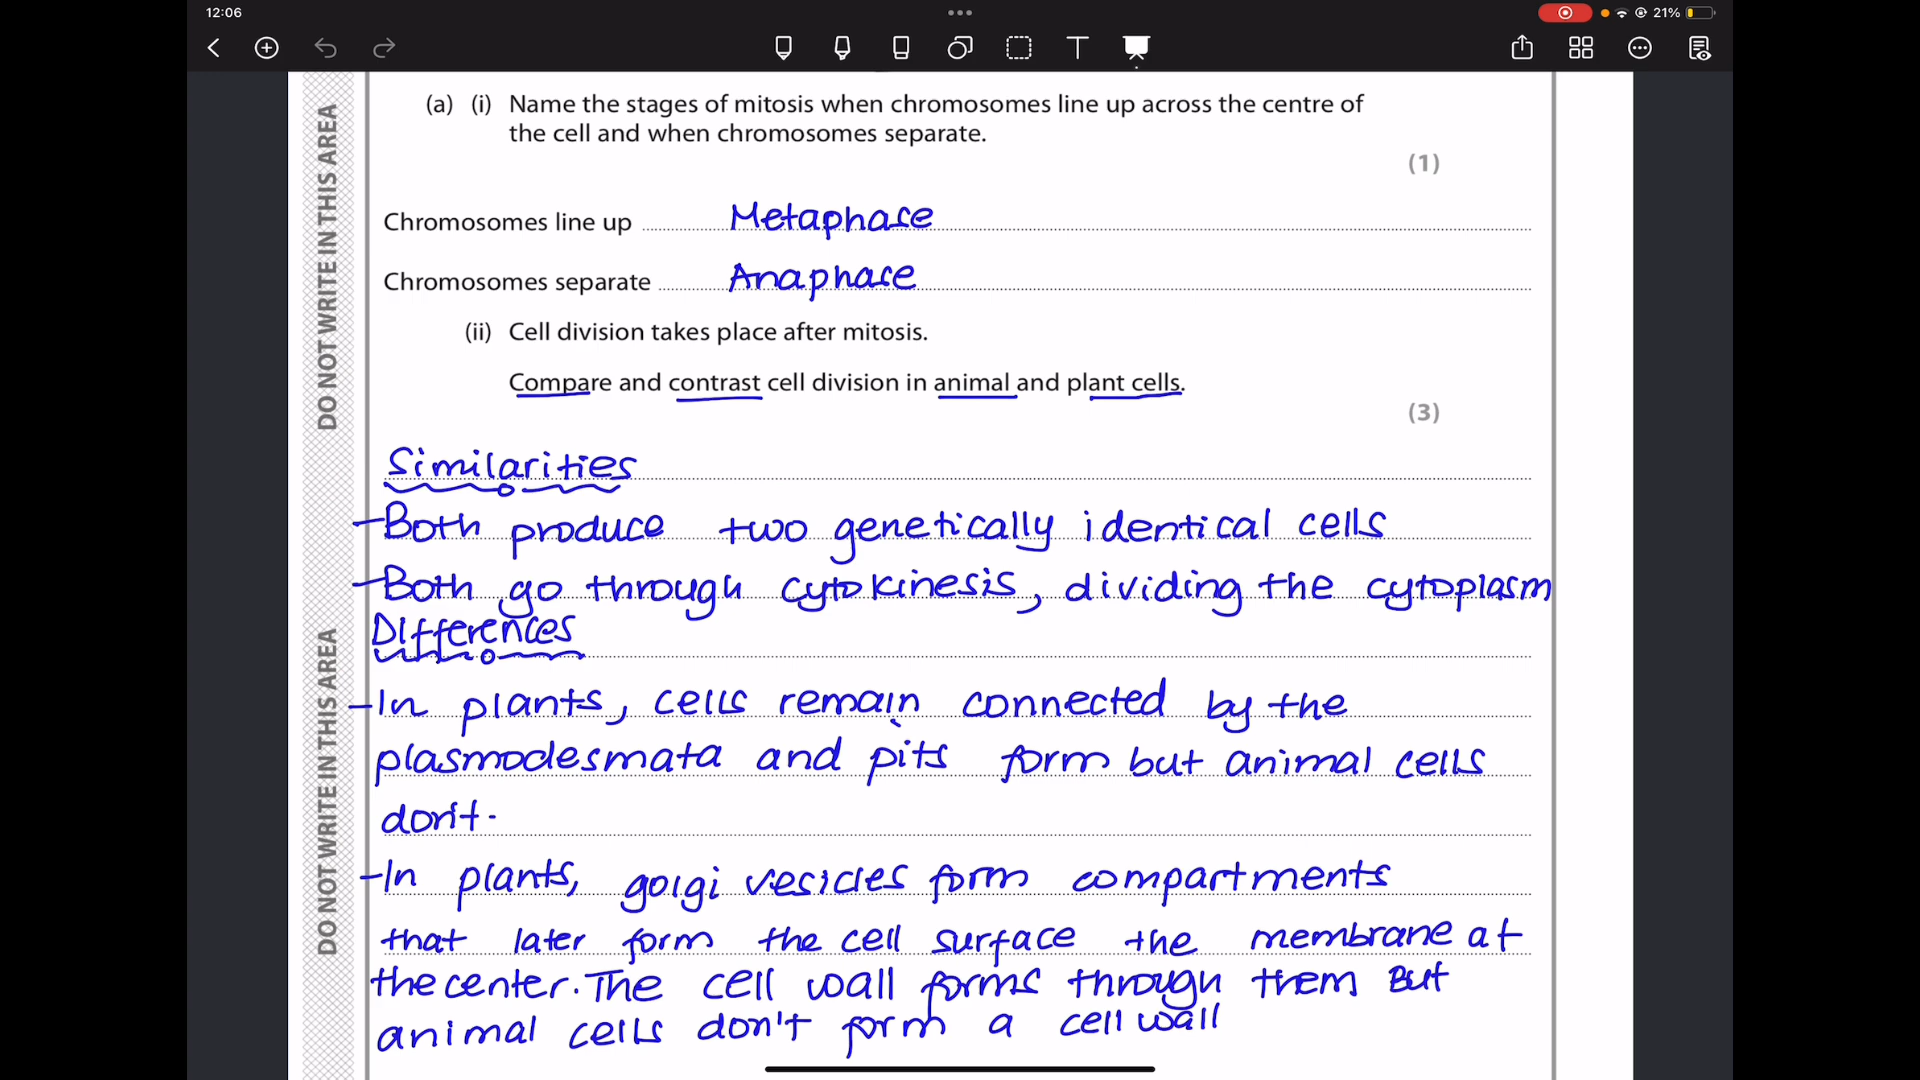 12:06
21%
(a) (i) Name the stages of mitosis when chromosomes line up across the centre of
the cell and when chromosomes separate.
(1)
Chromosomes line up Metaphase
Chromosomes separate Anaphase
(ii) Cell division takes place after mitosis.
Compare and contrast cell division in animal and plant cells.
(3)
Similarities
-Both produce two genetically identical cells
-Both go through cytokinesis, dividing the cytoplasm
Differences
-In plants, cells remain connected by the
plasmodesmata and pits form but animal cells
don't.
-In plants, golgi vesicles form compartments
that later form the cell surface the membrane at
the center. The cell wall forms through them But
animal cells don't form a cell wall
DO NOT WRITE IN THIS AREA
DO NOT WRITE IN THIS AREA